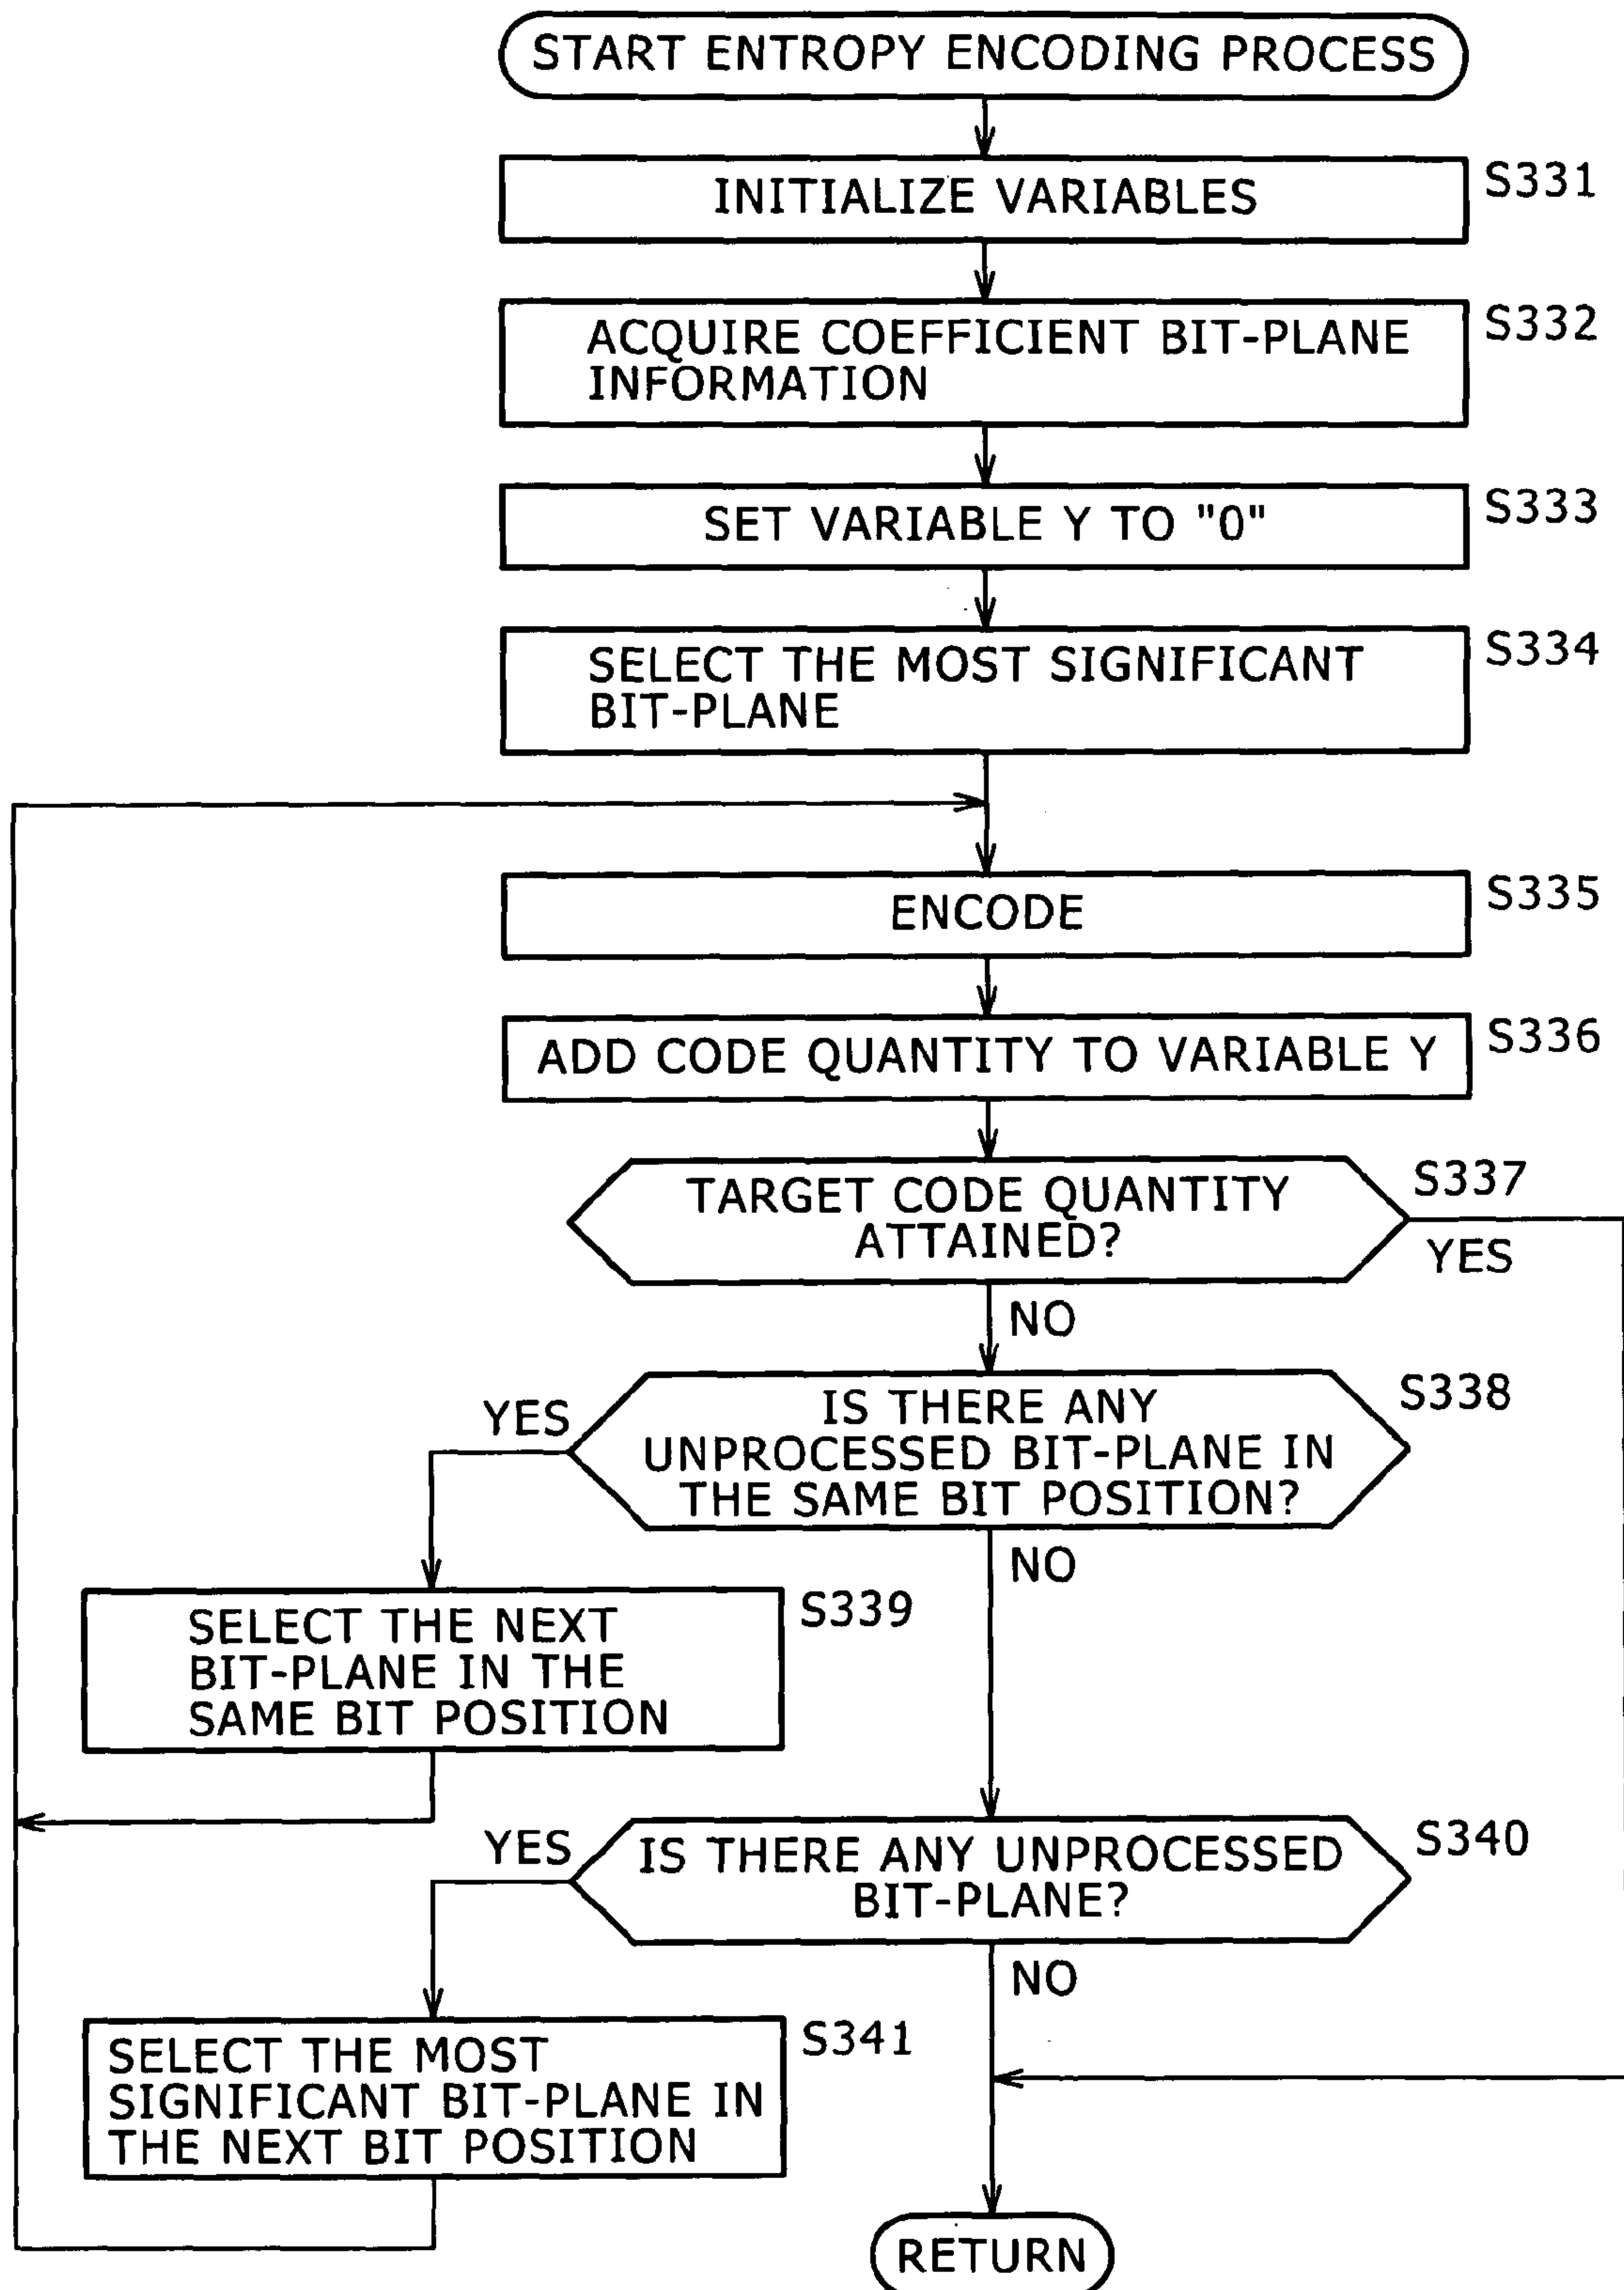 START ENTROPY ENCODING PROCESS
INITIALIZE VARIABLES
S331
ACQUIRE COEFFICIENT BIT-PLANE
INFORMATION
S332
SET VARIABLE Y TO "0"
S333
SELECT THE MOST SIGNIFICANT
BIT-PLANE
S334
ENCODE
S335
ADD CODE QUANTITY TO VARIABLE Y
S336
TARGET CODE QUANTITY
ATTAINED?
S337
YES
NO
IS THERE ANY
UNPROCESSED BIT-PLANE IN
THE SAME BIT POSITION?
S338
YES
NO
SELECT THE NEXT
BIT-PLANE IN THE
SAME BIT POSITION
S339
IS THERE ANY UNPROCESSED
BIT-PLANE?
S340
YES
NO
SELECT THE MOST
SIGNIFICANT BIT-PLANE IN
THE NEXT BIT POSITION
S341
RETURN